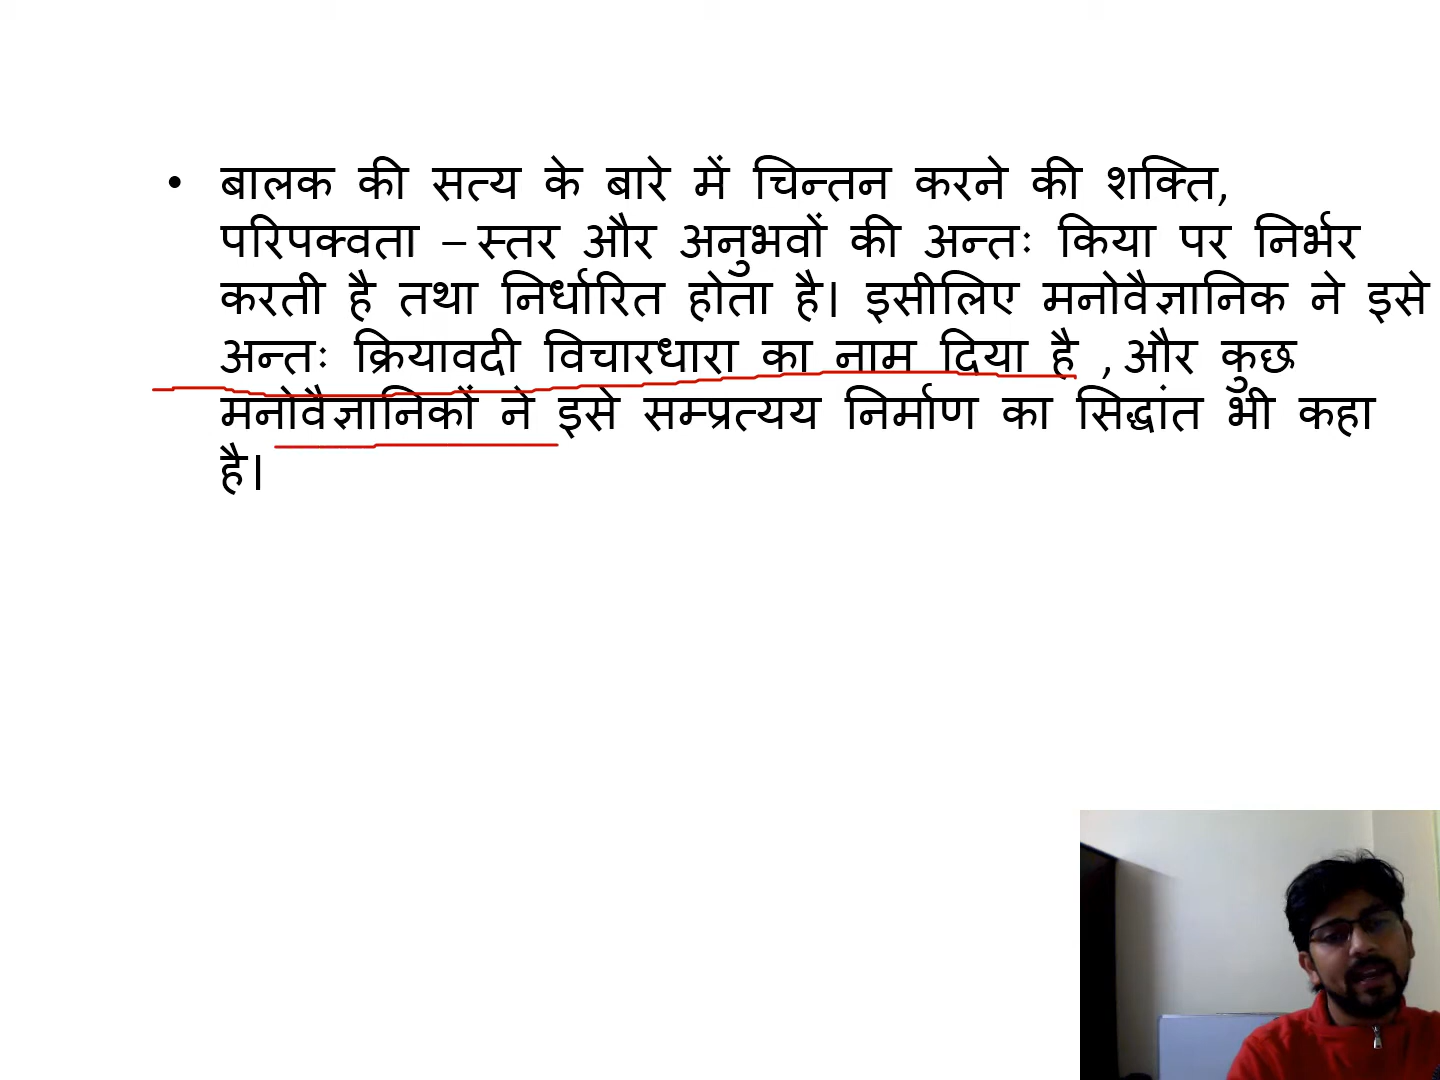 • बालक की सत्य के बारे में चिन्तन करने की शक्ति,
परिपक्वता – स्तर और अनुभवों की अन्तः किया पर निर्भर
करती है तथा निर्धारित होता है। इसीलिए मनोवैज्ञानिक ने इसे
अन्तः क्रियावदी विचारधारा का नाम दिया है , और कुछ
मनोवैज्ञानिकों ने इसे सम्प्रत्यय निर्माण का सिद्धांत भी कहा
है।